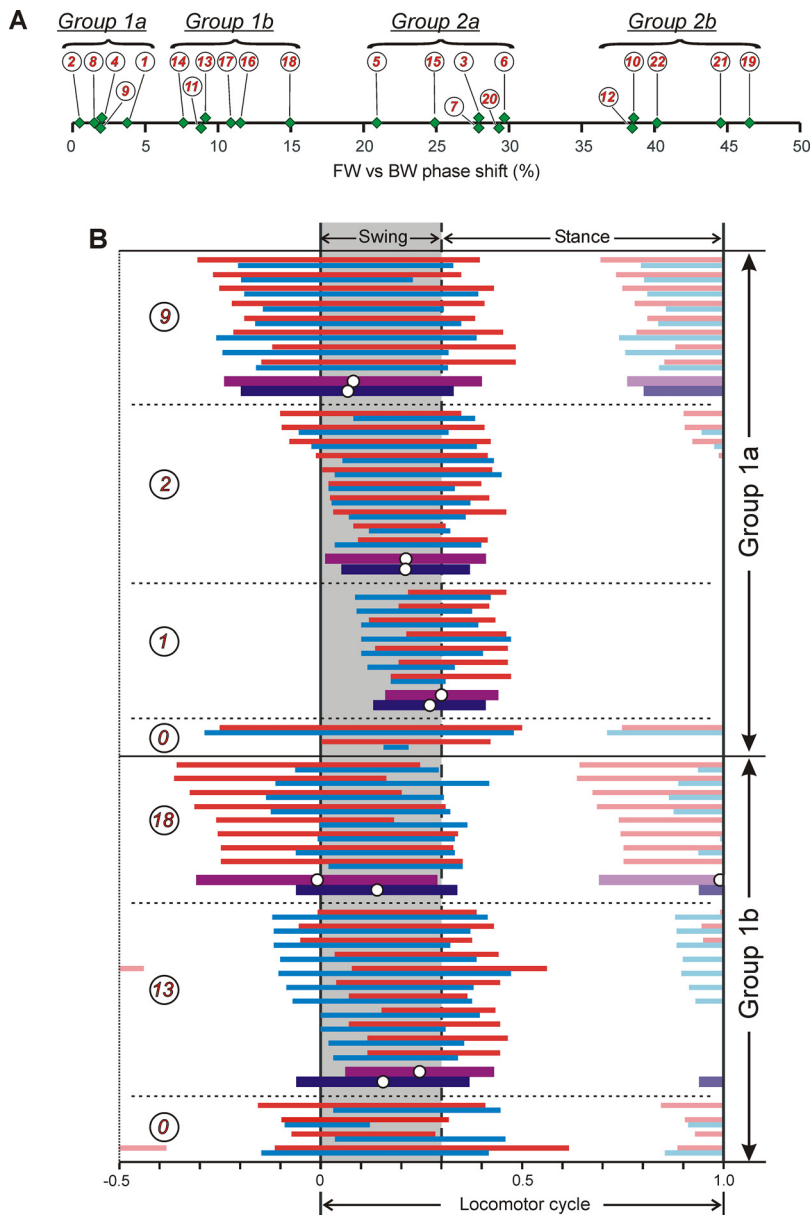 A
Group 1a Group 1b Group 2a Group 2b
2 8 4 1 14 13 17 16 18 5 15 3 6 10 22 21 19
9 11 7 20 12
0 5 10 15 20 25 30 35 40 45 50
FW vs BW phase shift (%)
B
Swing Stance
9
2
1
0
Group 1a
18
13
0
Group 1b
-0.5 0 0.5 1.0
Locomotor cycle